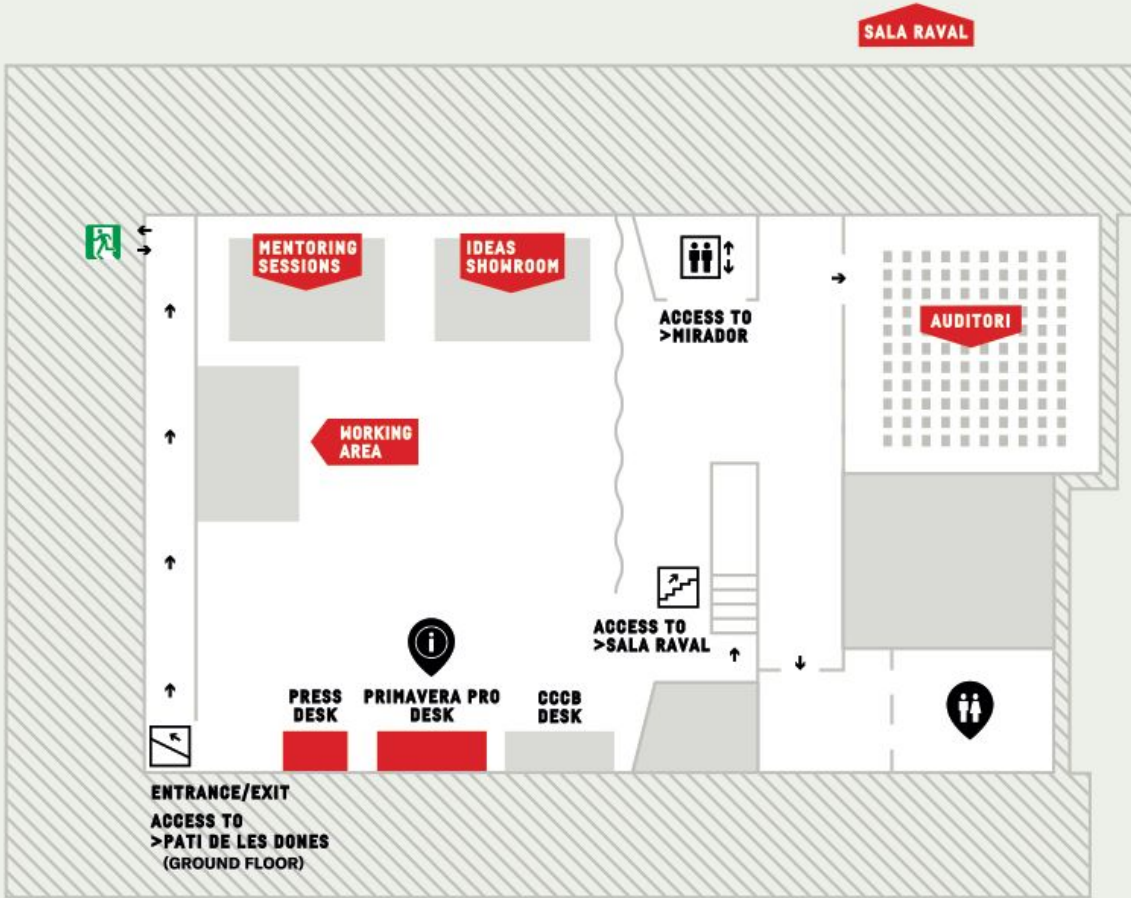 SALA RAVAL
MENTORING
SESSIONS
IDEAS
SHOWROOM
ACCESS TO
>MIRADOR
AUDITORI
WORKING
AREA
i
ACCESS TO
>SALA RAVAL
PRESS
DESK
PRIMAVERA PRO
DESK
CCCB
DESK
ENTRANCE/EXIT
ACCESS TO
>PATI DE LES DONES
(GROUND FLOOR)